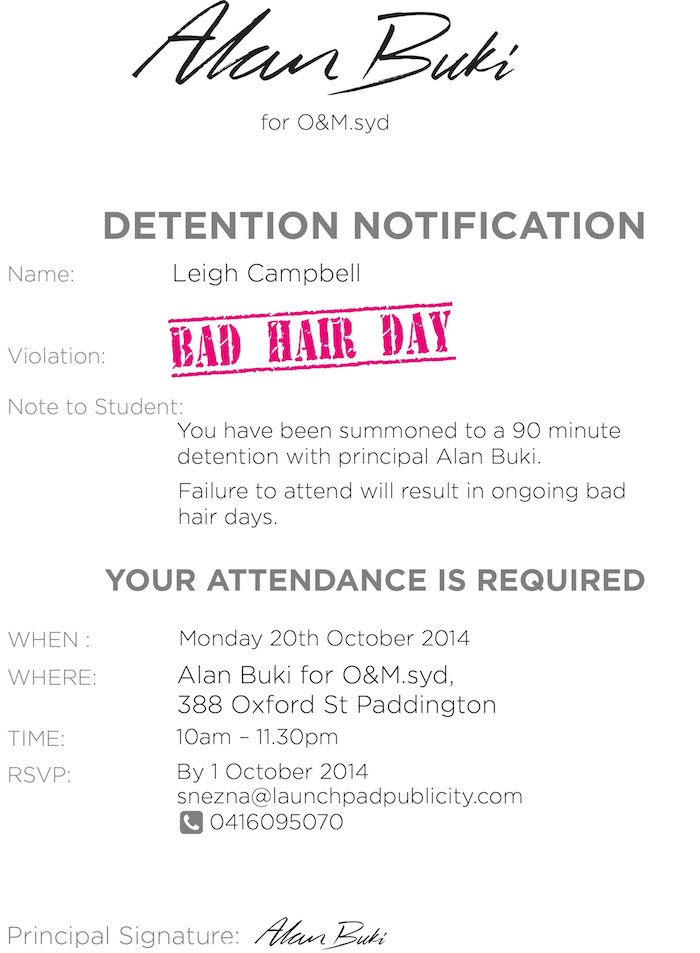 Alan Buki
for O&M.syd
DETENTION NOTIFICATION
Name: Leigh Campbell
Violation: BAD HAIR DAY
Note to Student:
You have been summoned to a 90 minute
detention with principal Alan Buki.
Failure to attend will result in ongoing bad
hair days.
YOUR ATTENDANCE IS REQUIRED
WHEN : Monday 20th October 2014
WHERE: Alan Buki for O&M.syd,
388 Oxford St Paddington
TIME: 10am – 11.30pm
RSVP: By 1 October 2014
snezna@launchpadpublicity.com
0416095070
Principal Signature: Alan Buki